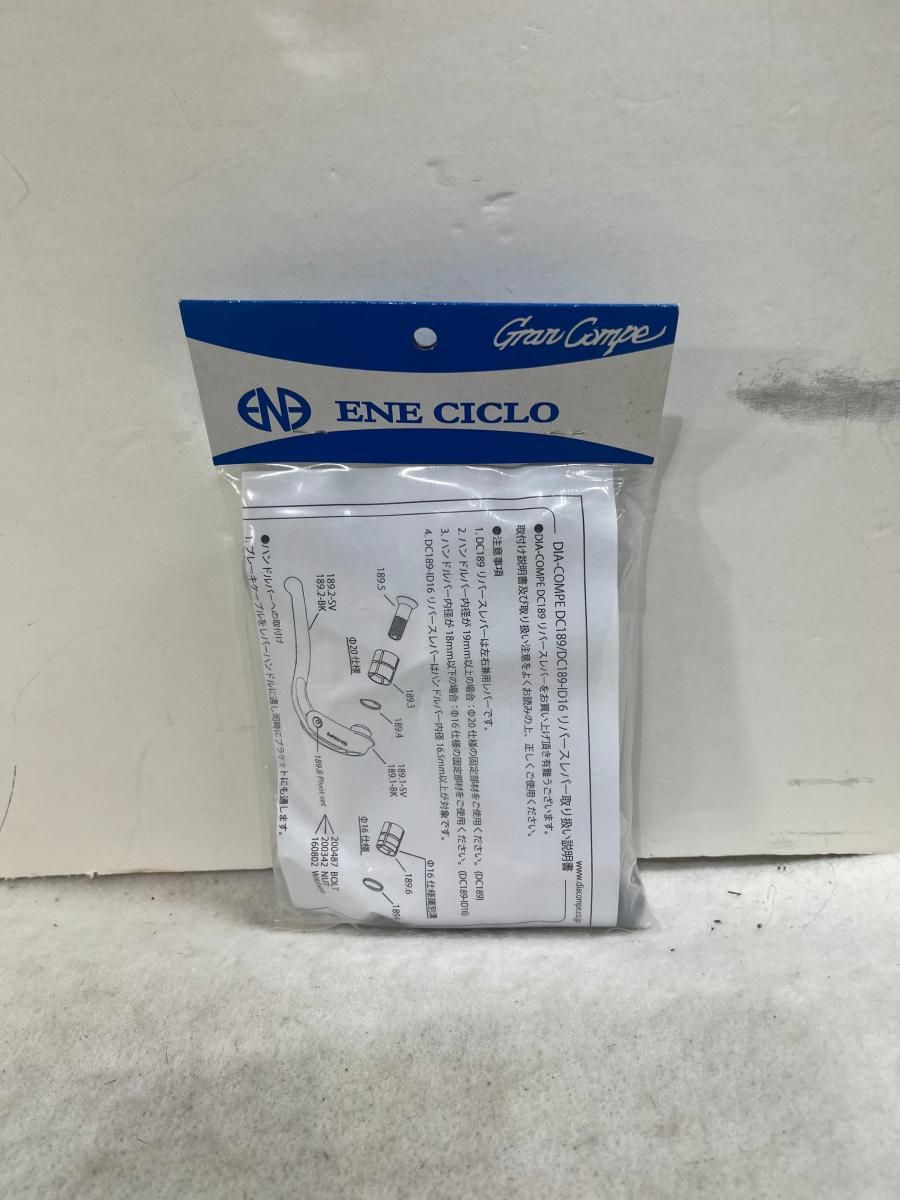 Gran Compe
ENE ENE CICLO
DIA-COMPE DC189/DC189-ID16 リバースレバー取り扱い説明書
www.diacompe.co.jp
●DIA-COMPE DC189 リバースレバーをお買い上げ頂き有難うございます。
取付け説明書及び取り扱い注意をよくお読みの上、正しくご使用ください。
●注意事項
1. DC189 リバースレバーは左右兼用レバーです。
2. ハンドルバー内径が 19mm以上の場合：Φ20 仕様の固定部材をご使用ください。(DC189)
3. ハンドルバー内径が 18mm以下の場合：Φ16 仕様の固定部材をご使用ください。(DC189-ID16)
4. DC189-ID16 リバースレバーはハンドルバー内径 16.5mm以上が対象です。
189.5
Φ20 仕様
189.3
189.4
189.1-SV
189.1-BK
189.2-SV
189.2-BK
DIA-COMPE
189.8 Pivot set
200487 BOLT
200342 NUT
160802
Φ16 仕様
Φ16 仕様識別溝
189.6
●ハンドルバーへの取付け
1. ブレーキケーブルをレバーハンドルに通し同時にブラケットにも通します。